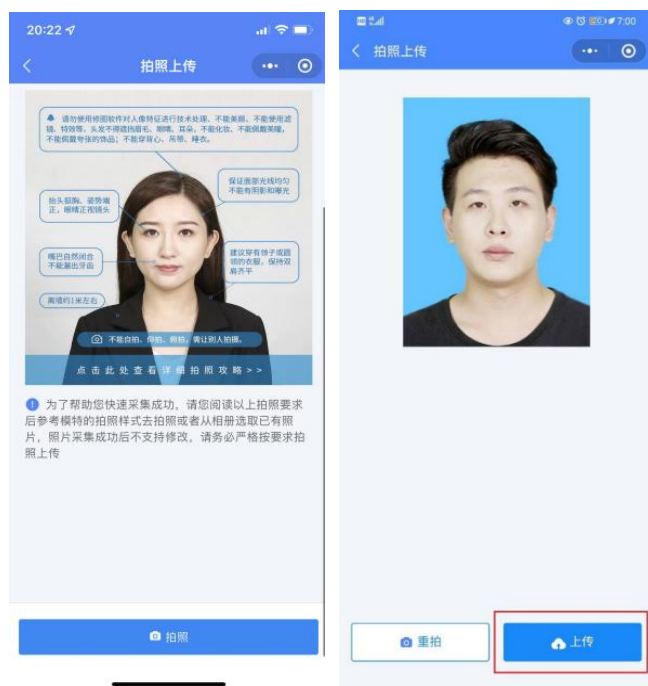 20:22
拍照上传
请勿使用修图软件对人像特征进行技术处理、不能美颜、不能使用滤
镜、特效等，头发不得遮挡眉毛、眼睛、耳朵，不能化妆、不能佩戴美瞳，
不能佩戴夸张的饰品；不能穿背心、吊带、睡衣。
保证面部光线均匀
不能有阴影和曝光
抬头挺胸、姿势端
正，眼睛正视镜头
嘴巴自然闭合
不能漏出牙齿
建议穿有领子或圆
领的衣服，保持双
肩齐平
离墙约1米左右
不能自拍、仰拍、俯拍，需让别人拍摄。
点击此处查看详细拍照攻略>>
为了帮助您快速采集成功，请您阅读以上拍照要求
后参考模特的拍照样式去拍照或者从相册选取已有照
片，照片采集成功后不支持修改，请务必严格按要求拍
照上传
拍照
7:00
拍照上传
重拍
上传